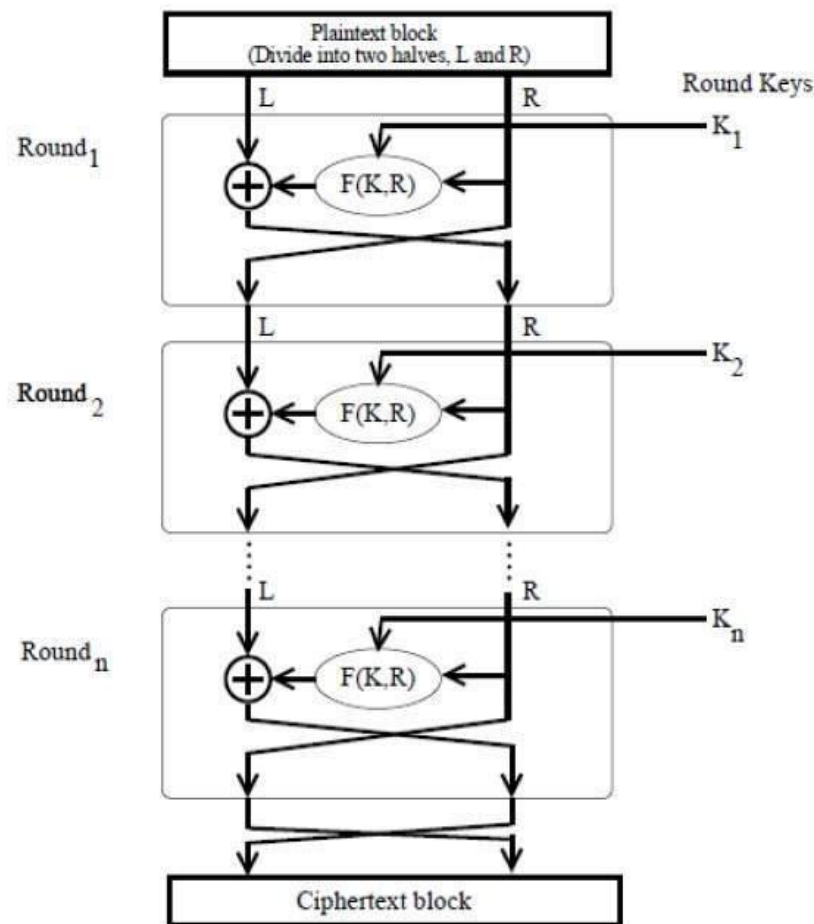 Plaintext block
(Divide into two halves, L and R)
L
R
Round Keys
K1
Round1
F(K,R)
L
R
K2
Round2
F(K,R)
L
R
Kn
Roundn
F(K,R)
Ciphertext block